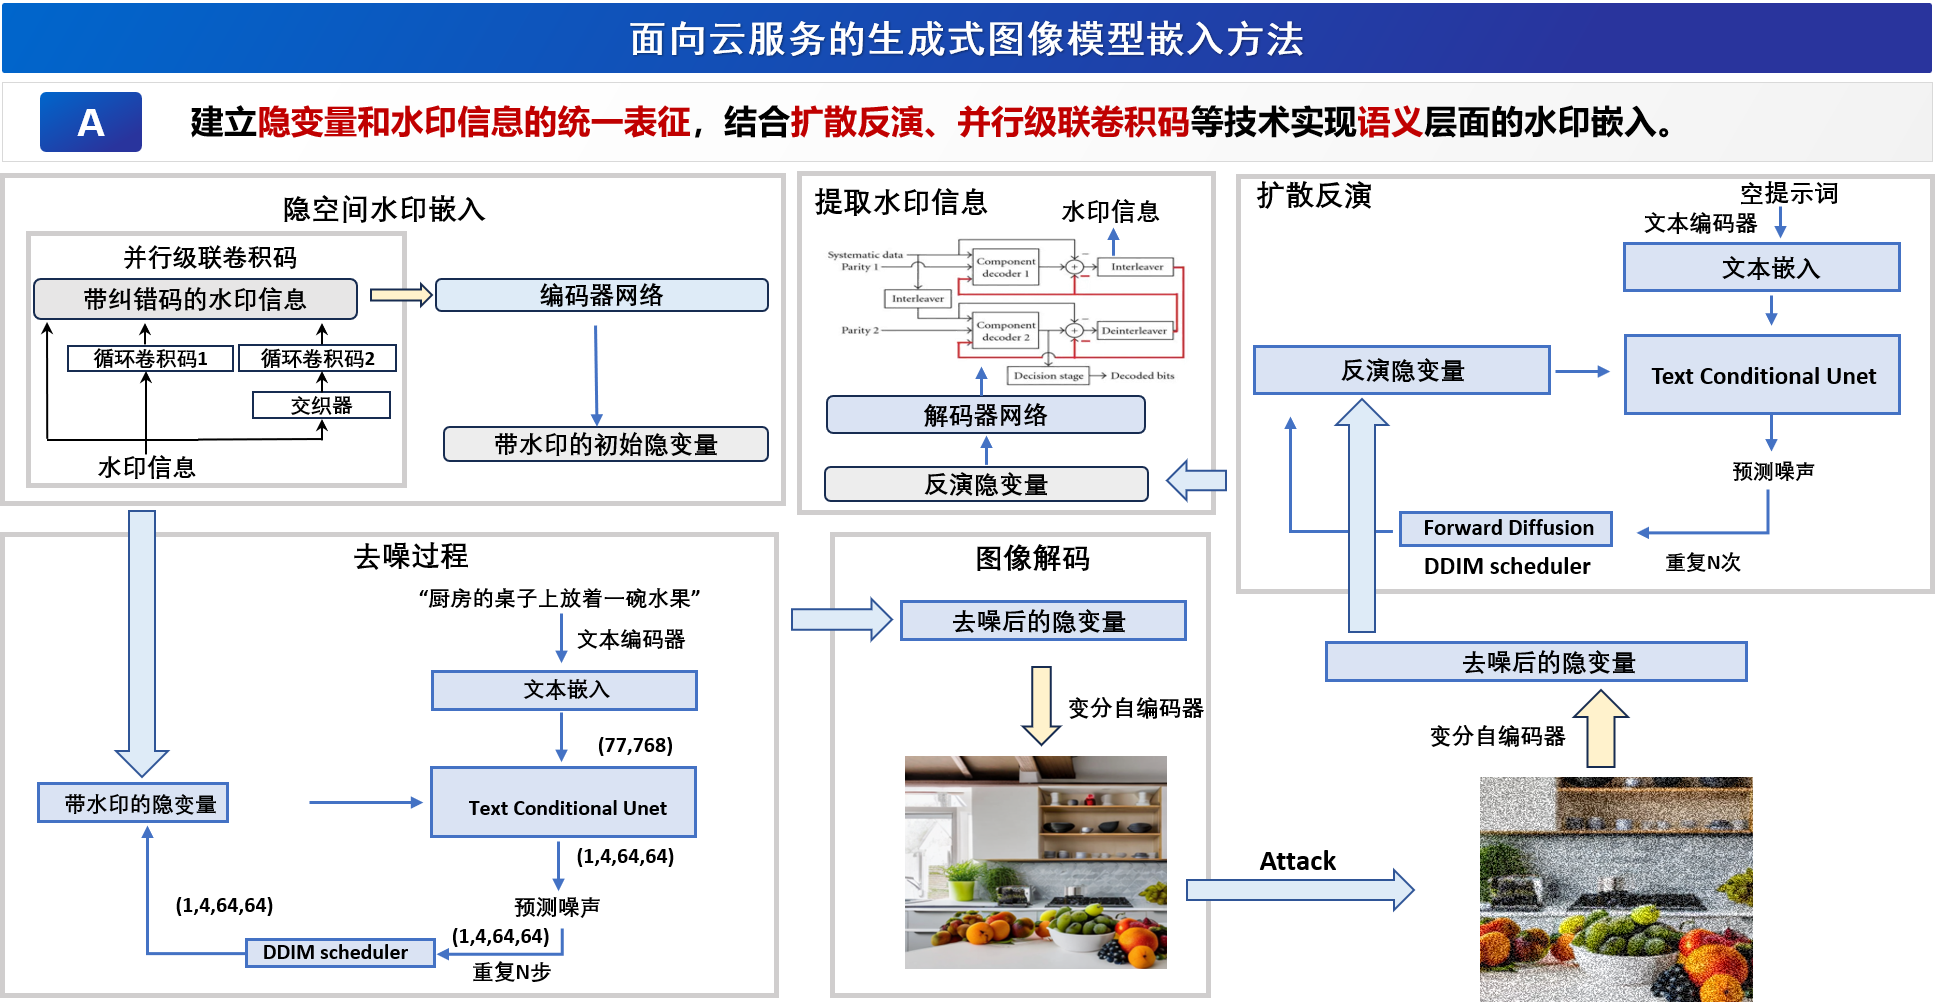 面向云服务的生成式图像模型嵌入方法
A
建立隐变量和水印信息的统一表征，结合扩散反演、并行级联卷积码等技术实现语义层面的水印嵌入。
隐空间水印嵌入
并行级联卷积码
带纠错码的水印信息
循环卷积码1
循环卷积码2
交织器
水印信息
编码器网络
带水印的初始隐变量
提取水印信息
水印信息
Systematic data
Parity 1
Component
decoder 1
+
−
−
Interleaver
Interleaver
Parity 2
Component
decoder 2
+
−
−
Deinterleaver
Decision stage
Decoded bits
解码器网络
反演隐变量
扩散反演
空提示词
文本编码器
文本嵌入
反演隐变量
Text Conditional Unet
预测噪声
Forward Diffusion
DDIM scheduler
重复N次
去噪过程
“厨房的桌子上放着一碗水果”
文本编码器
文本嵌入
(77,768)
带水印的隐变量
Text Conditional Unet
(1,4,64,64)
(1,4,64,64)
预测噪声
(1,4,64,64)
DDIM scheduler
重复N步
图像解码
去噪后的隐变量
变分自编码器
Attack
去噪后的隐变量
变分自编码器